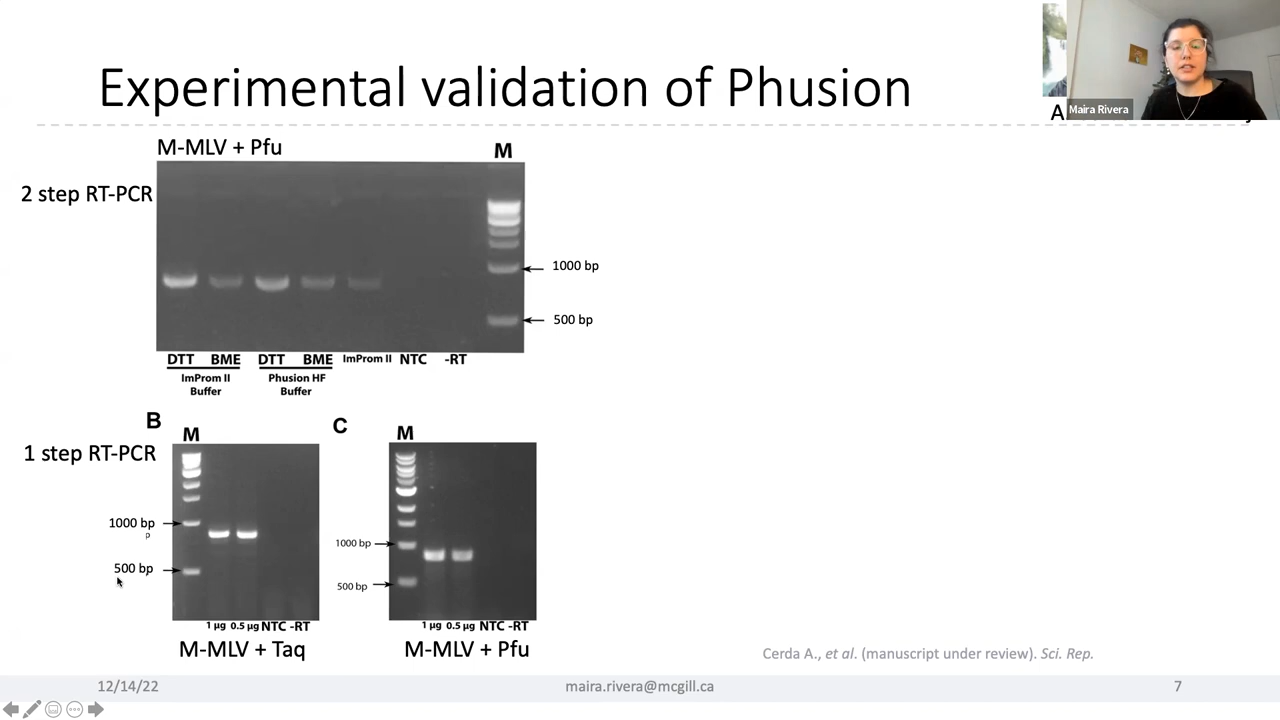 Experimental validation of Phusion
A
Maira Rivera
M-MLV + Pfu
M
2 step RT-PCR
1000 bp
500 bp
DTT BME DTT BME ImProm II NTC -RT
ImProm II Buffer
Phusion HF Buffer
B
M
1 step RT-PCR
1000 bp
p
500 bp
1 µg 0.5 µg NTC -RT
M-MLV + Taq
C
M
1000 bp
500 bp
1 µg 0.5 µg NTC -RT
M-MLV + Pfu
Cerda A., et al. (manuscript under review). Sci. Rep.
12/14/22
maira.rivera@mcgill.ca
7